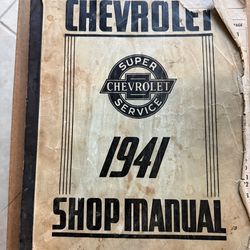 CHEVROLET
SUPER
CHEVROLET
SERVICE
1941
SHOP MANUAL